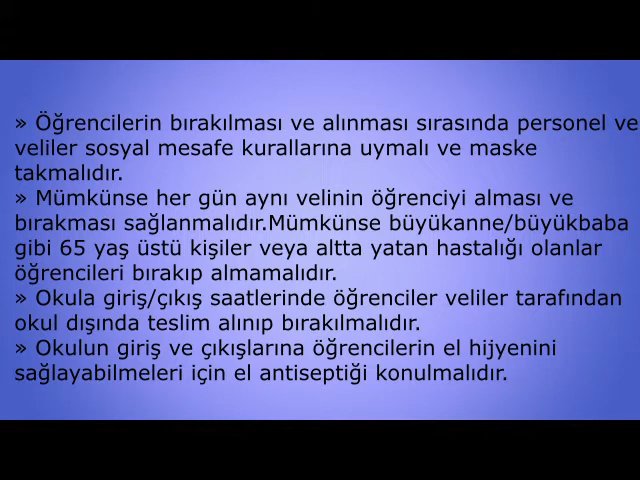 » Öğrencilerin bırakılması ve alınması sırasında personel ve
veliler sosyal mesafe kurallarına uymalı ve maske
takmalıdır.
» Mümkünse her gün aynı velinin öğrenciyi alması ve
bırakması sağlanmalıdır.Mümkünse büyükanne/büyükbaba
gibi 65 yaş üstü kişiler veya altta yatan hastalığı olanlar
öğrencileri bırakıp almamalıdır.
» Okula giriş/çıkış saatlerinde öğrenciler veliler tarafından
okul dışında teslim alınıp bırakılmalıdır.
» Okulun giriş ve çıkışlarına öğrencilerin el hijyenini
sağlayabilmeleri için el antiseptiği konulmalıdır.